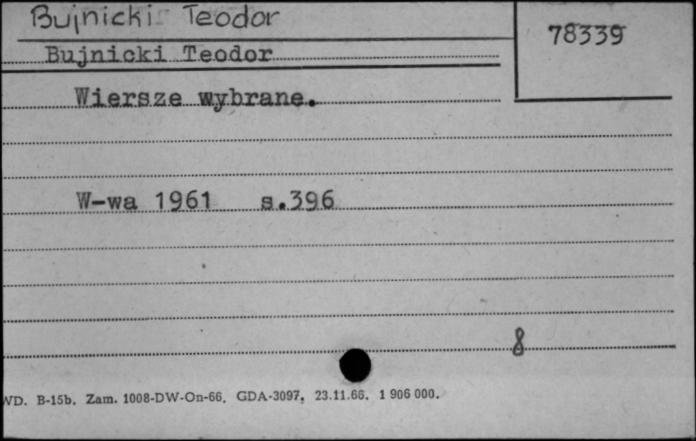 Bujnicki Teodor
78339
Bujnicki Teodor
Wiersze wybrane.
W-wa 1961 s.396
8
WD. B-15b. Zam. 1008-DW-On-66. GDA-3097. 23.11.66. 1 906 000.